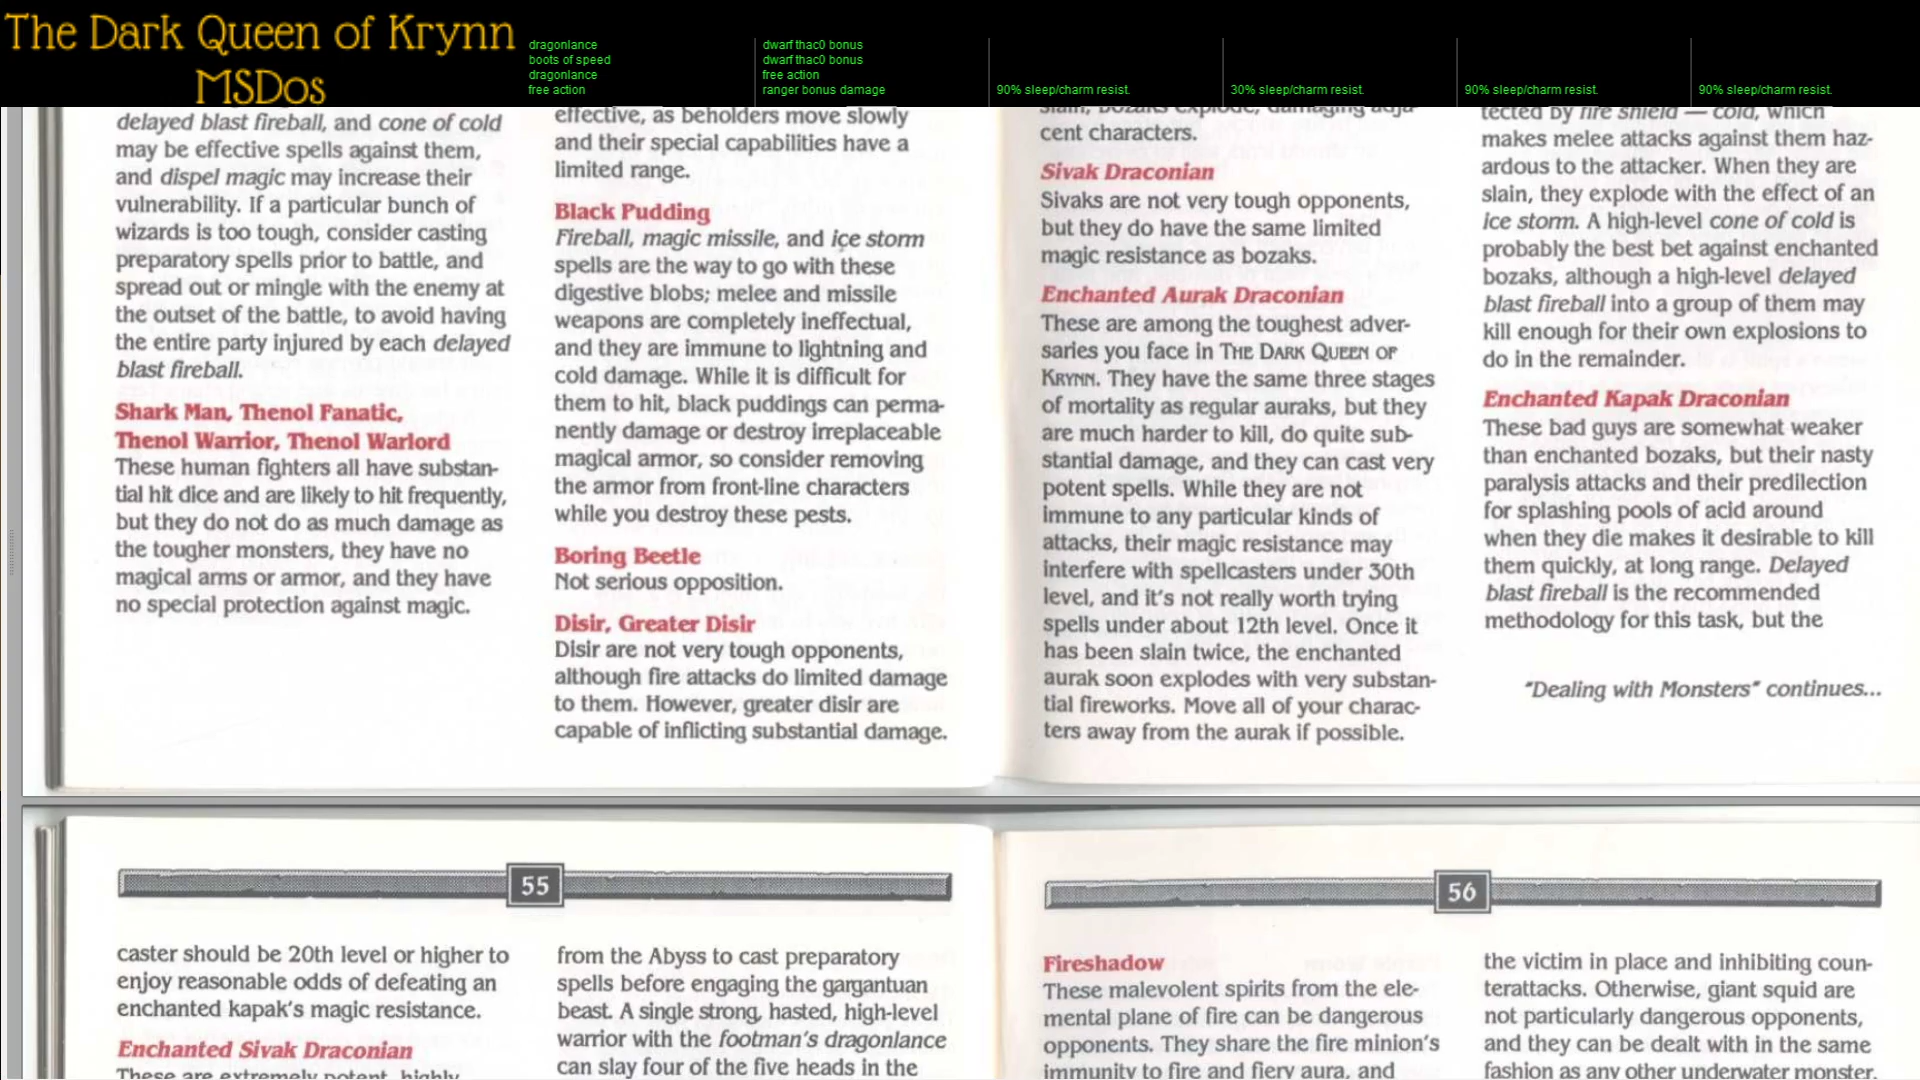 The Dark Queen of Krynn
MSDos
dragonlance
boots of speed
dragonlance
free action
dwarf thac0 bonus
dwarf thac0 bonus
free action
ranger bonus damage
90% sleep/charm resist.
30% sleep/charm resist.
90% sleep/charm resist.
90% sleep/charm resist.
delayed blast fireball, and cone of cold
may be effective spells against them,
and dispel magic may increase their
vulnerability. If a particular bunch of
wizards is too tough, consider casting
preparatory spells prior to battle, and
spread out or mingle with the enemy at
the outset of the battle, to avoid having
the entire party injured by each delayed
blast fireball.
Shark Man, Thenol Fanatic,
Thenol Warrior, Thenol Warlord
These human fighters all have substan-
tial hit dice and are likely to hit frequently,
but they do not do as much damage as
the tougher monsters, they have no
magical arms or armor, and they have
no special protection against magic.
effective, as beholders move slowly
and their special capabilities have a
limited range.
Black Pudding
Fireball, magic missile, and ice storm
spells are the way to go with these
digestive blobs; melee and missile
weapons are completely ineffectual,
and they are immune to lightning and
cold damage. While it is difficult for
them to hit, black puddings can perma-
nently damage or destroy irreplaceable
magical armor, so consider removing
the armor from front-line characters
while you destroy these pests.
Boring Beetle
Not serious opposition.
Disir, Greater Disir
Disir are not very tough opponents,
although fire attacks do limited damage
to them. However, greater disir are
capable of inflicting substantial damage.
slain, bozaks explode, damaging adja-
cent characters.
Sivak Draconian
Sivaks are not very tough opponents,
but they do have the same limited
magic resistance as bozaks.
Enchanted Aurak Draconian
These are among the toughest adver-
saries you face in THE DARK QUEEN OF
KRYNN. They have the same three stages
of mortality as regular auraks, but they
are much harder to kill, do quite sub-
stantial damage, and they can cast very
potent spells. While they are not
immune to any particular kinds of
attacks, their magic resistance may
interfere with spellcasters under 30th
level, and it's not really worth trying
spells under about 12th level. Once it
has been slain twice, the enchanted
aurak soon explodes with very substan-
tial fireworks. Move all of your charac-
ters away from the aurak if possible.
tected by fire shield — cold, which
makes melee attacks against them haz-
ardous to the attacker. When they are
slain, they explode with the effect of an
ice storm. A high-level cone of cold is
probably the best bet against enchanted
bozaks, although a high-level delayed
blast fireball into a group of them may
kill enough for their own explosions to
do in the remainder.
Enchanted Kapak Draconian
These bad guys are somewhat weaker
than enchanted bozaks, but their nasty
paralysis attacks and their predilection
for splashing pools of acid around
when they die makes it desirable to kill
them quickly, at long range. Delayed
blast fireball is the recommended
methodology for this task, but the
"Dealing with Monsters" continues...
55
caster should be 20th level or higher to
enjoy reasonable odds of defeating an
enchanted kapak's magic resistance.
Enchanted Sivak Draconian
These are extremely potent, highly
from the Abyss to cast preparatory
spells before engaging the gargantuan
beast. A single strong, hasted, high-level
warrior with the footman's dragonlance
can slay four of the five heads in the
56
Fireshadow
These malevolent spirits from the ele-
mental plane of fire can be dangerous
opponents. They share the fire minion's
immunity to fire and fiery aura, and
the victim in place and inhibiting coun-
terattacks. Otherwise, giant squid are
not particularly dangerous opponents,
and they can be dealt with in the same
fashion as any other underwater monster.